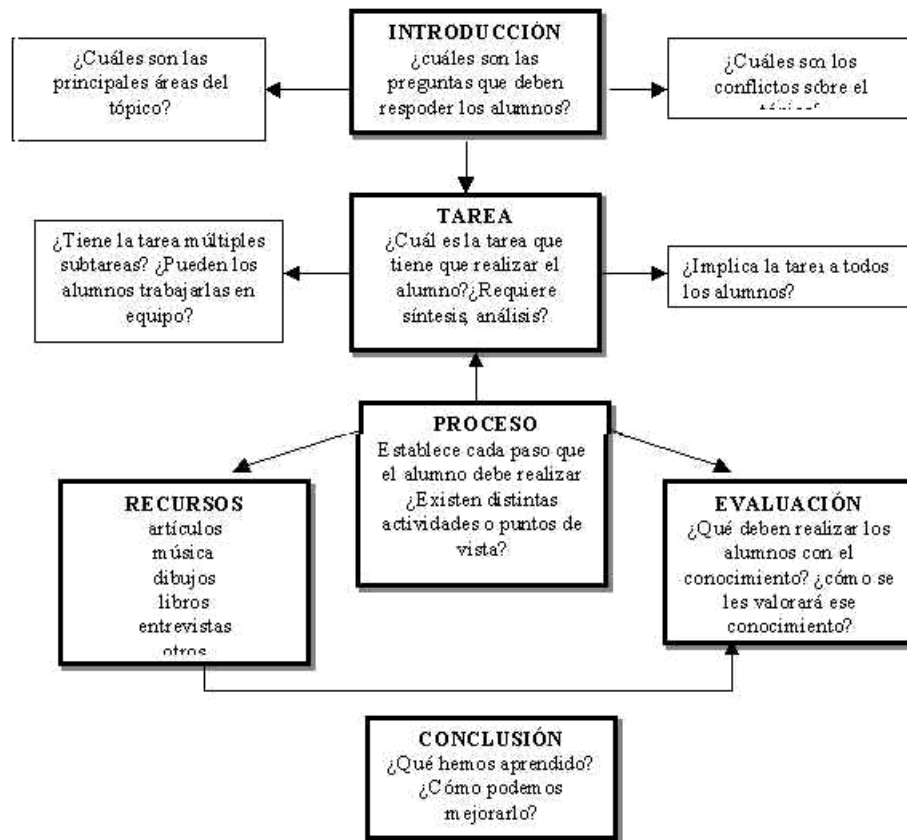 INTRODUCCIÓN
¿cuáles son las
preguntas que deben
respoder los alumnos?
¿Cuáles son las
principales áreas del
tópico?
¿Cuáles son los
conflictos sobre el
TAREA
¿Cuál es la tarea que
tiene que realizar el
alumno?¿Requiere
síntesis, análisis?
¿Tiene la tarea múltiples
subtareas? ¿Pueden los
alumnos trabajarlas en
equipo?
¿Implica la tarea a todos
los alumnos?
PROCESO
Establece cada paso que
el alumno debe realizar
¿Existen distintas
actividades o puntos de
vista?
RECURSOS
artículos
música
dibujos
libros
entrevistas
otros
EVALUACIÓN
¿Qué deben realizar los
alumnos con el
conocimiento? ¿cómo se
les valorará ese
conocimiento?
CONCLUSIÓN
¿Qué hemos aprendido?
¿Cómo podemos
mejorarlo?